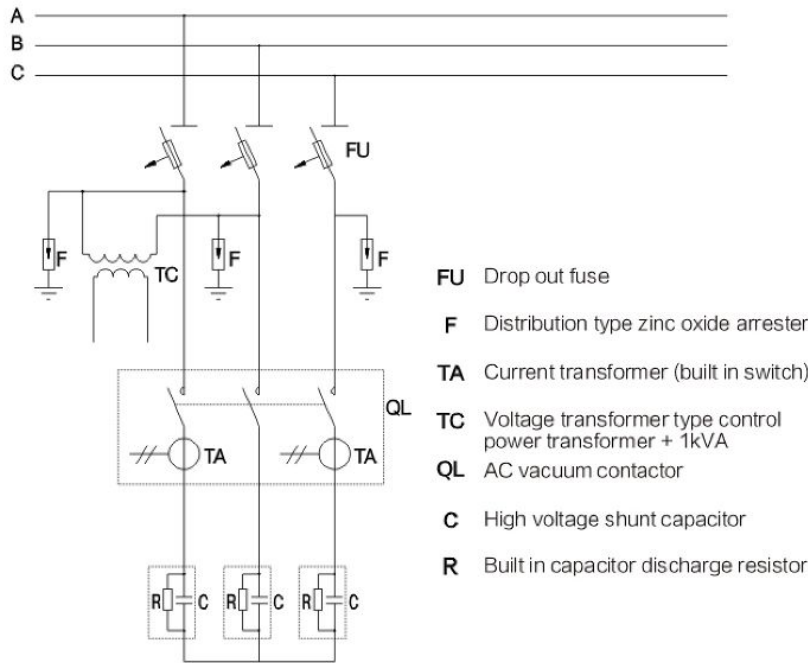 A
B
C
FU
F
TC
F
F
QL
TA
TA
R
C
R
C
R
C
FU Drop out fuse
F Distribution type zinc oxide arrester
TA Current transformer (built in switch)
TC Voltage transformer type control
power transformer + 1kVA
QL AC vacuum contactor
C High voltage shunt capacitor
R Built in capacitor discharge resistor